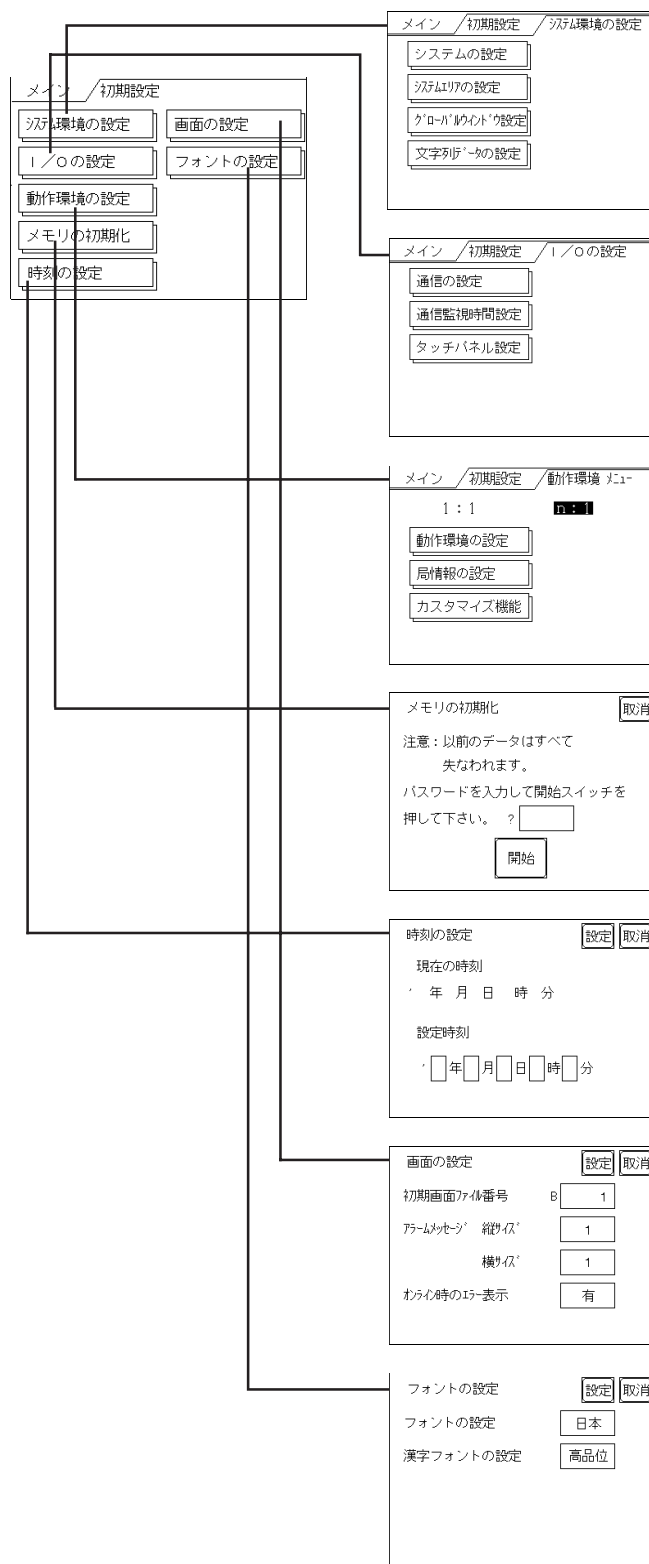 メイン 初期設定
システム環境の設定 画面の設定
I/Oの設定 フォントの設定
動作環境の設定
メモリの初期化
時刻の設定
メイン 初期設定 システム環境の設定
システムの設定
システムエリアの設定
グローバルウィンドウ設定
文字列データの設定
メイン 初期設定 I/Oの設定
通信の設定
通信監視時間設定
タッチパネル設定
メイン 初期設定 動作環境 メニュー
1:1 n:1
動作環境の設定
局情報の設定
カスタマイズ機能
メモリの初期化 取消
注意:以前のデータはすべて
失なわれます。
パスワードを入力して開始スイッチを
押して下さい。 ?
開始
時刻の設定 設定 取消
現在の時刻
' 年 月 日 時 分
設定時刻
' 年 月 日 時 分
画面の設定 設定 取消
初期画面ファイル番号 B 1
アラームメッセージ 縦サイズ 1
横サイズ 1
オンライン時のエラー表示 有
フォントの設定 設定 取消
フォントの設定 日本
漢字フォントの設定 高品位